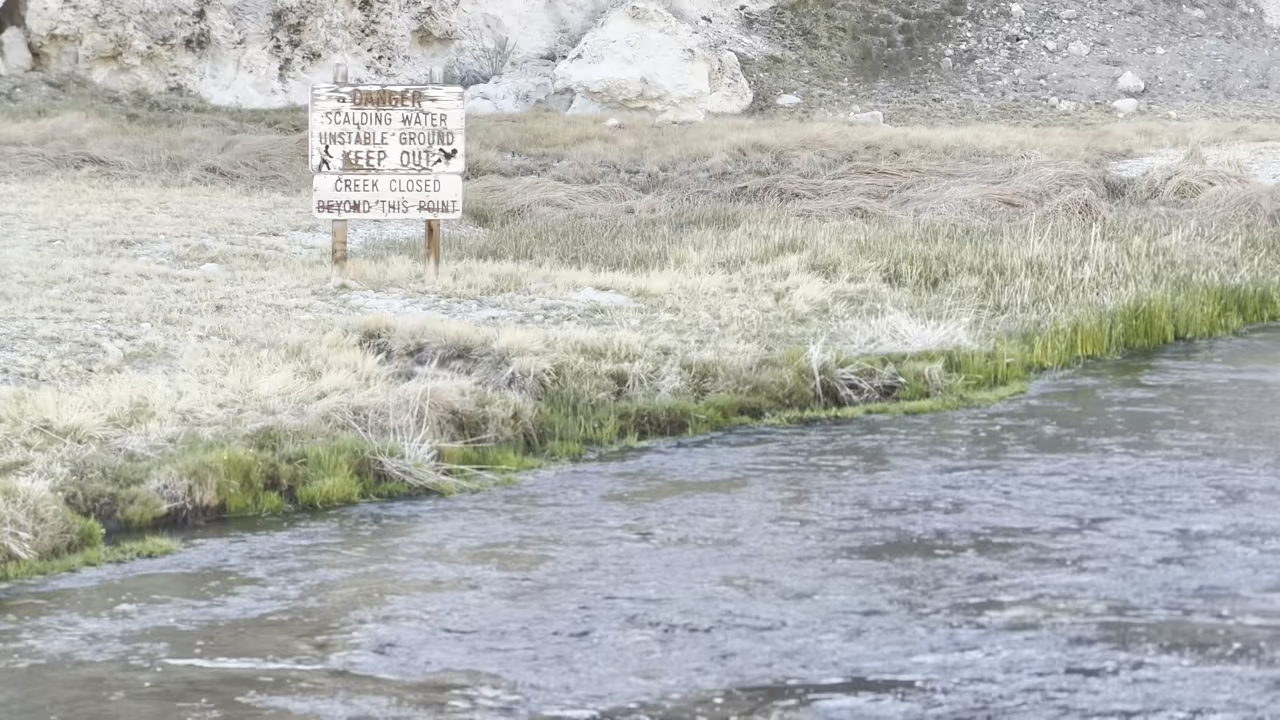 DANGER
SCALDING WATER
UNSTABLE GROUND
KEEP OUT
CREEK CLOSED
BEYOND THIS POINT